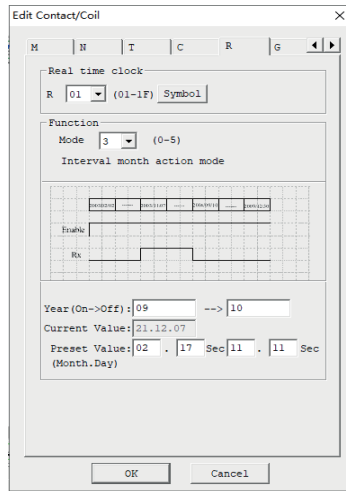 Edit Contact/Coil
M N T C R G
Real time clock
R 01 (01-1F) Symbol
Function
Mode 3 (0-5)
Interval month action mode
Enable
Rx
Year(On->Off): 09 --> 10
Current Value: 21.12.07
Preset Value: 02 . 17 Sec 11 . 11 Sec
(Month.Day)
OK Cancel